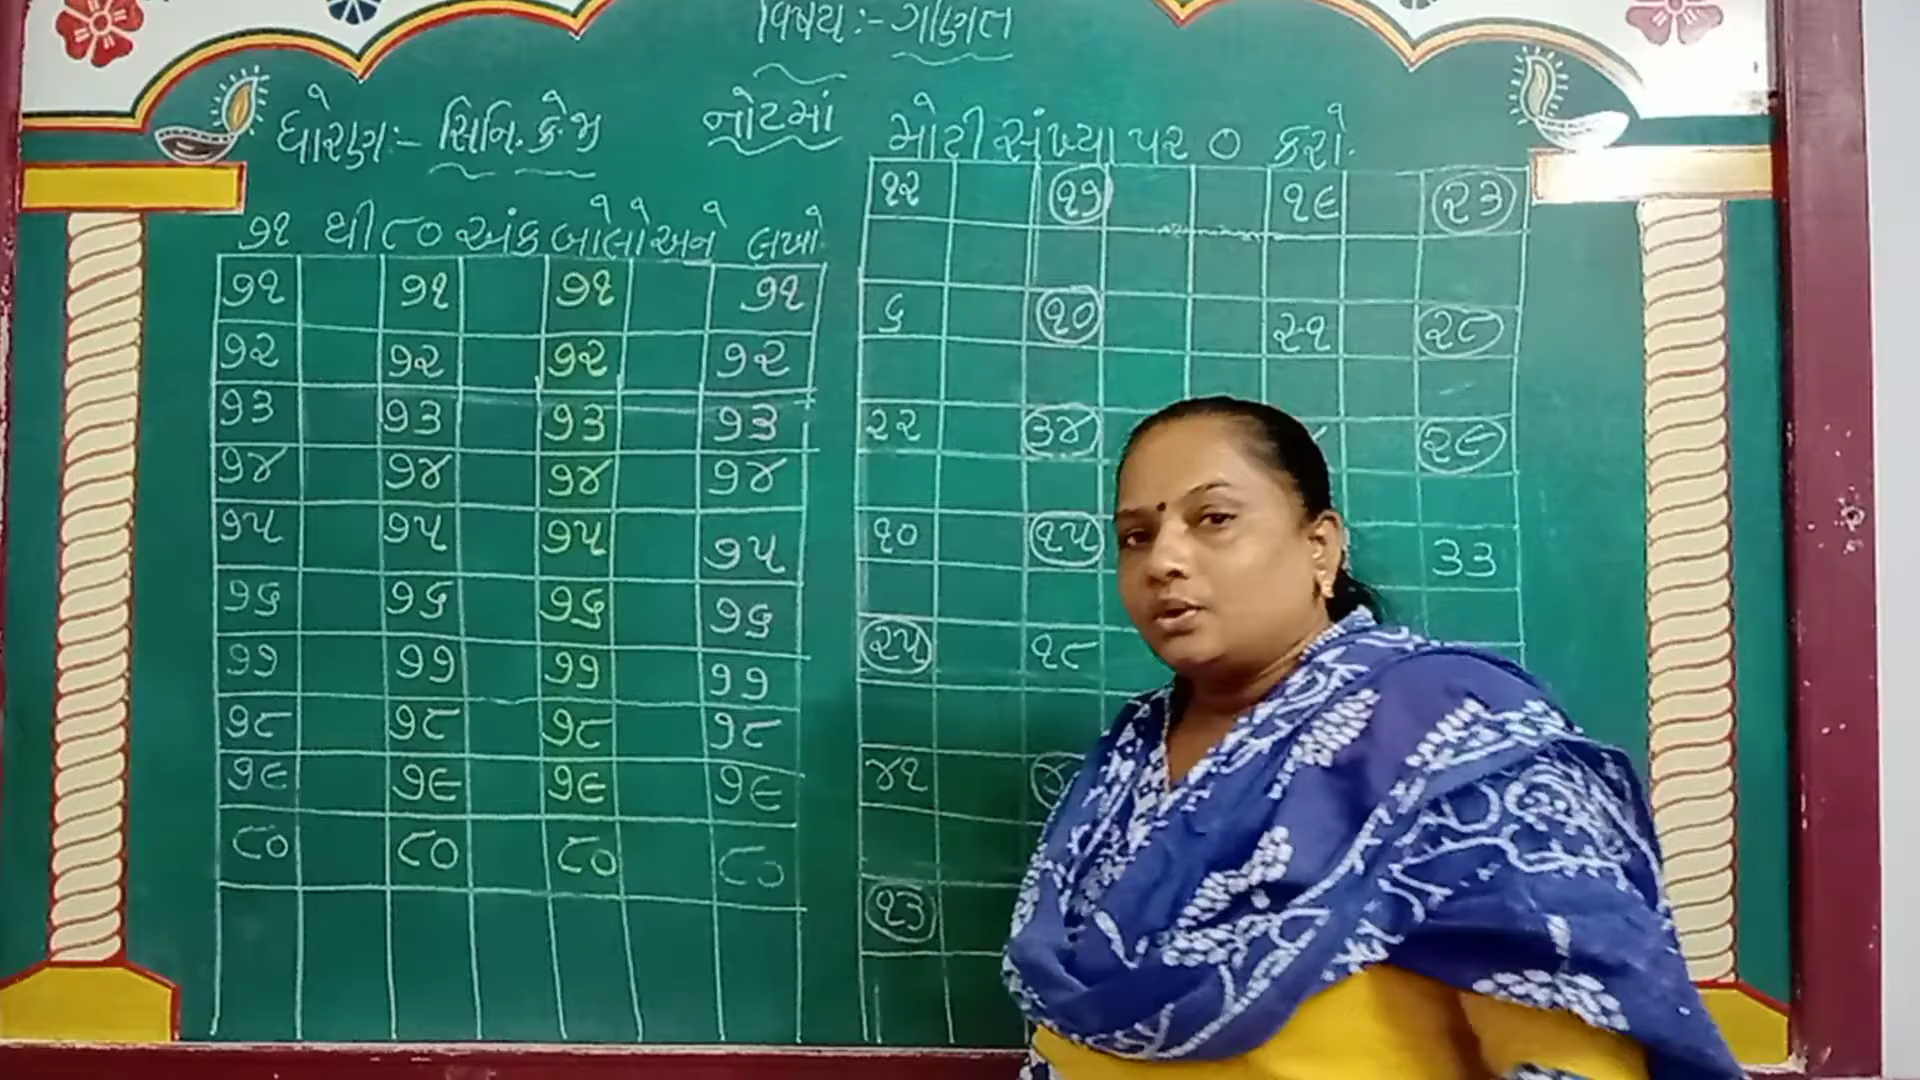 વિષય:- ગણિત
ધોરણ:- સિનિ. કે.જી
નોટમાં
૭૧ થી ૮૦ અંક બોલો અને લખો
૭૧ ૭૧ ૭૧ ૭૧
૭૨ ૭૨ ૭૨ ૭૨
૭૩ ૭૩ ૭૩ ૭૩
૭૪ ૭૪ ૭૪ ૭૪
૭૫ ૭૫ ૭૫ ૭૫
૭૬ ૭૬ ૭૬ ૭૬
૭૭ ૭૭ ૭૭ ૭૭
૭૮ ૭૮ ૭૮ ૭૮
૭૯ ૭૯ ૭૯ ૭૯
૮૦ ૮૦ ૮૦ ૮૦
મોટી સંખ્યા પર ૦ કરો.
૧૨ ૧૭ ૧૯ ૨૩
૬ ૧૦ ૨૧ ૨૮
૨૨ ૩૪ ૨૯
૧૦ ૧૫ ૩૩
૨૫ ૧૮
૪૧
૧૩